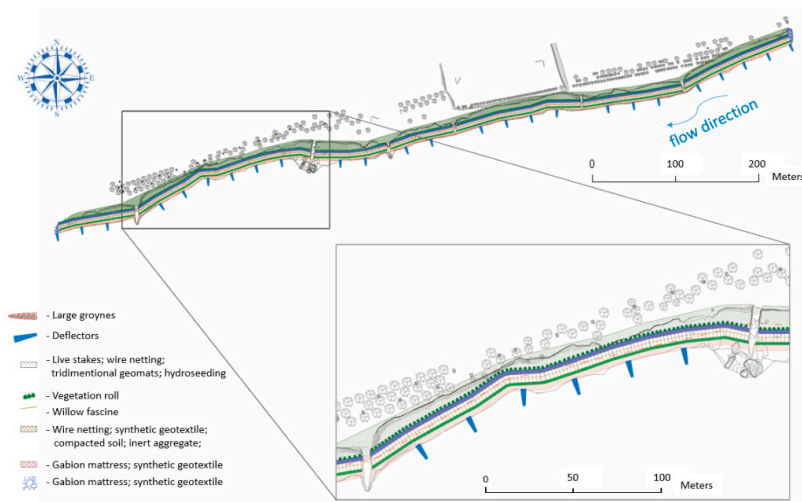 N
W E
S
flow direction
0 100 200
Meters
- Large groynes
- Deflectors
- Live stakes; wire netting;
tridimentional geomats; hydroseeding
- Vegetation roll
- Willow fascine
- Wire netting; synthetic geotextile;
compacted soil; inert aggregate;
- Gabion mattress; synthetic geotextile
- Gabion mattress; synthetic geotextile
0 50 100
Meters